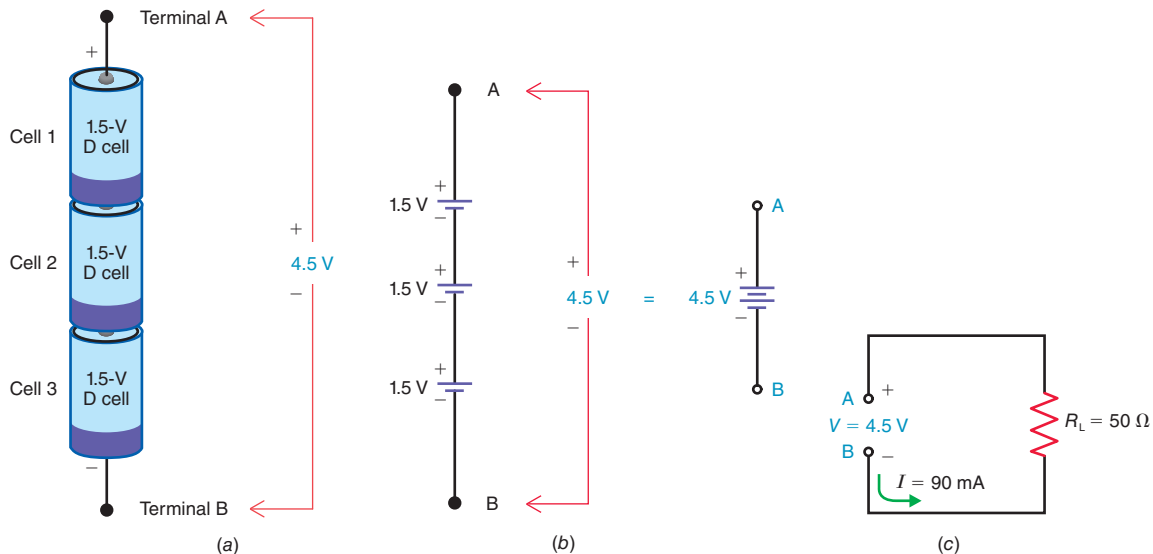 Terminal A
+
Cell 1
1.5-V
D cell
Cell 2
1.5-V
D cell
Cell 3
1.5-V
D cell
−
Terminal B
+
4.5 V
−
(a)
A
+
1.5 V
−
+
1.5 V
−
+
1.5 V
−
B
+
4.5 V
−
=
A
+
4.5 V
−
B
(b)
A
+
V = 4.5 V
B
−
I = 90 mA
R_L = 50 Ω
(c)